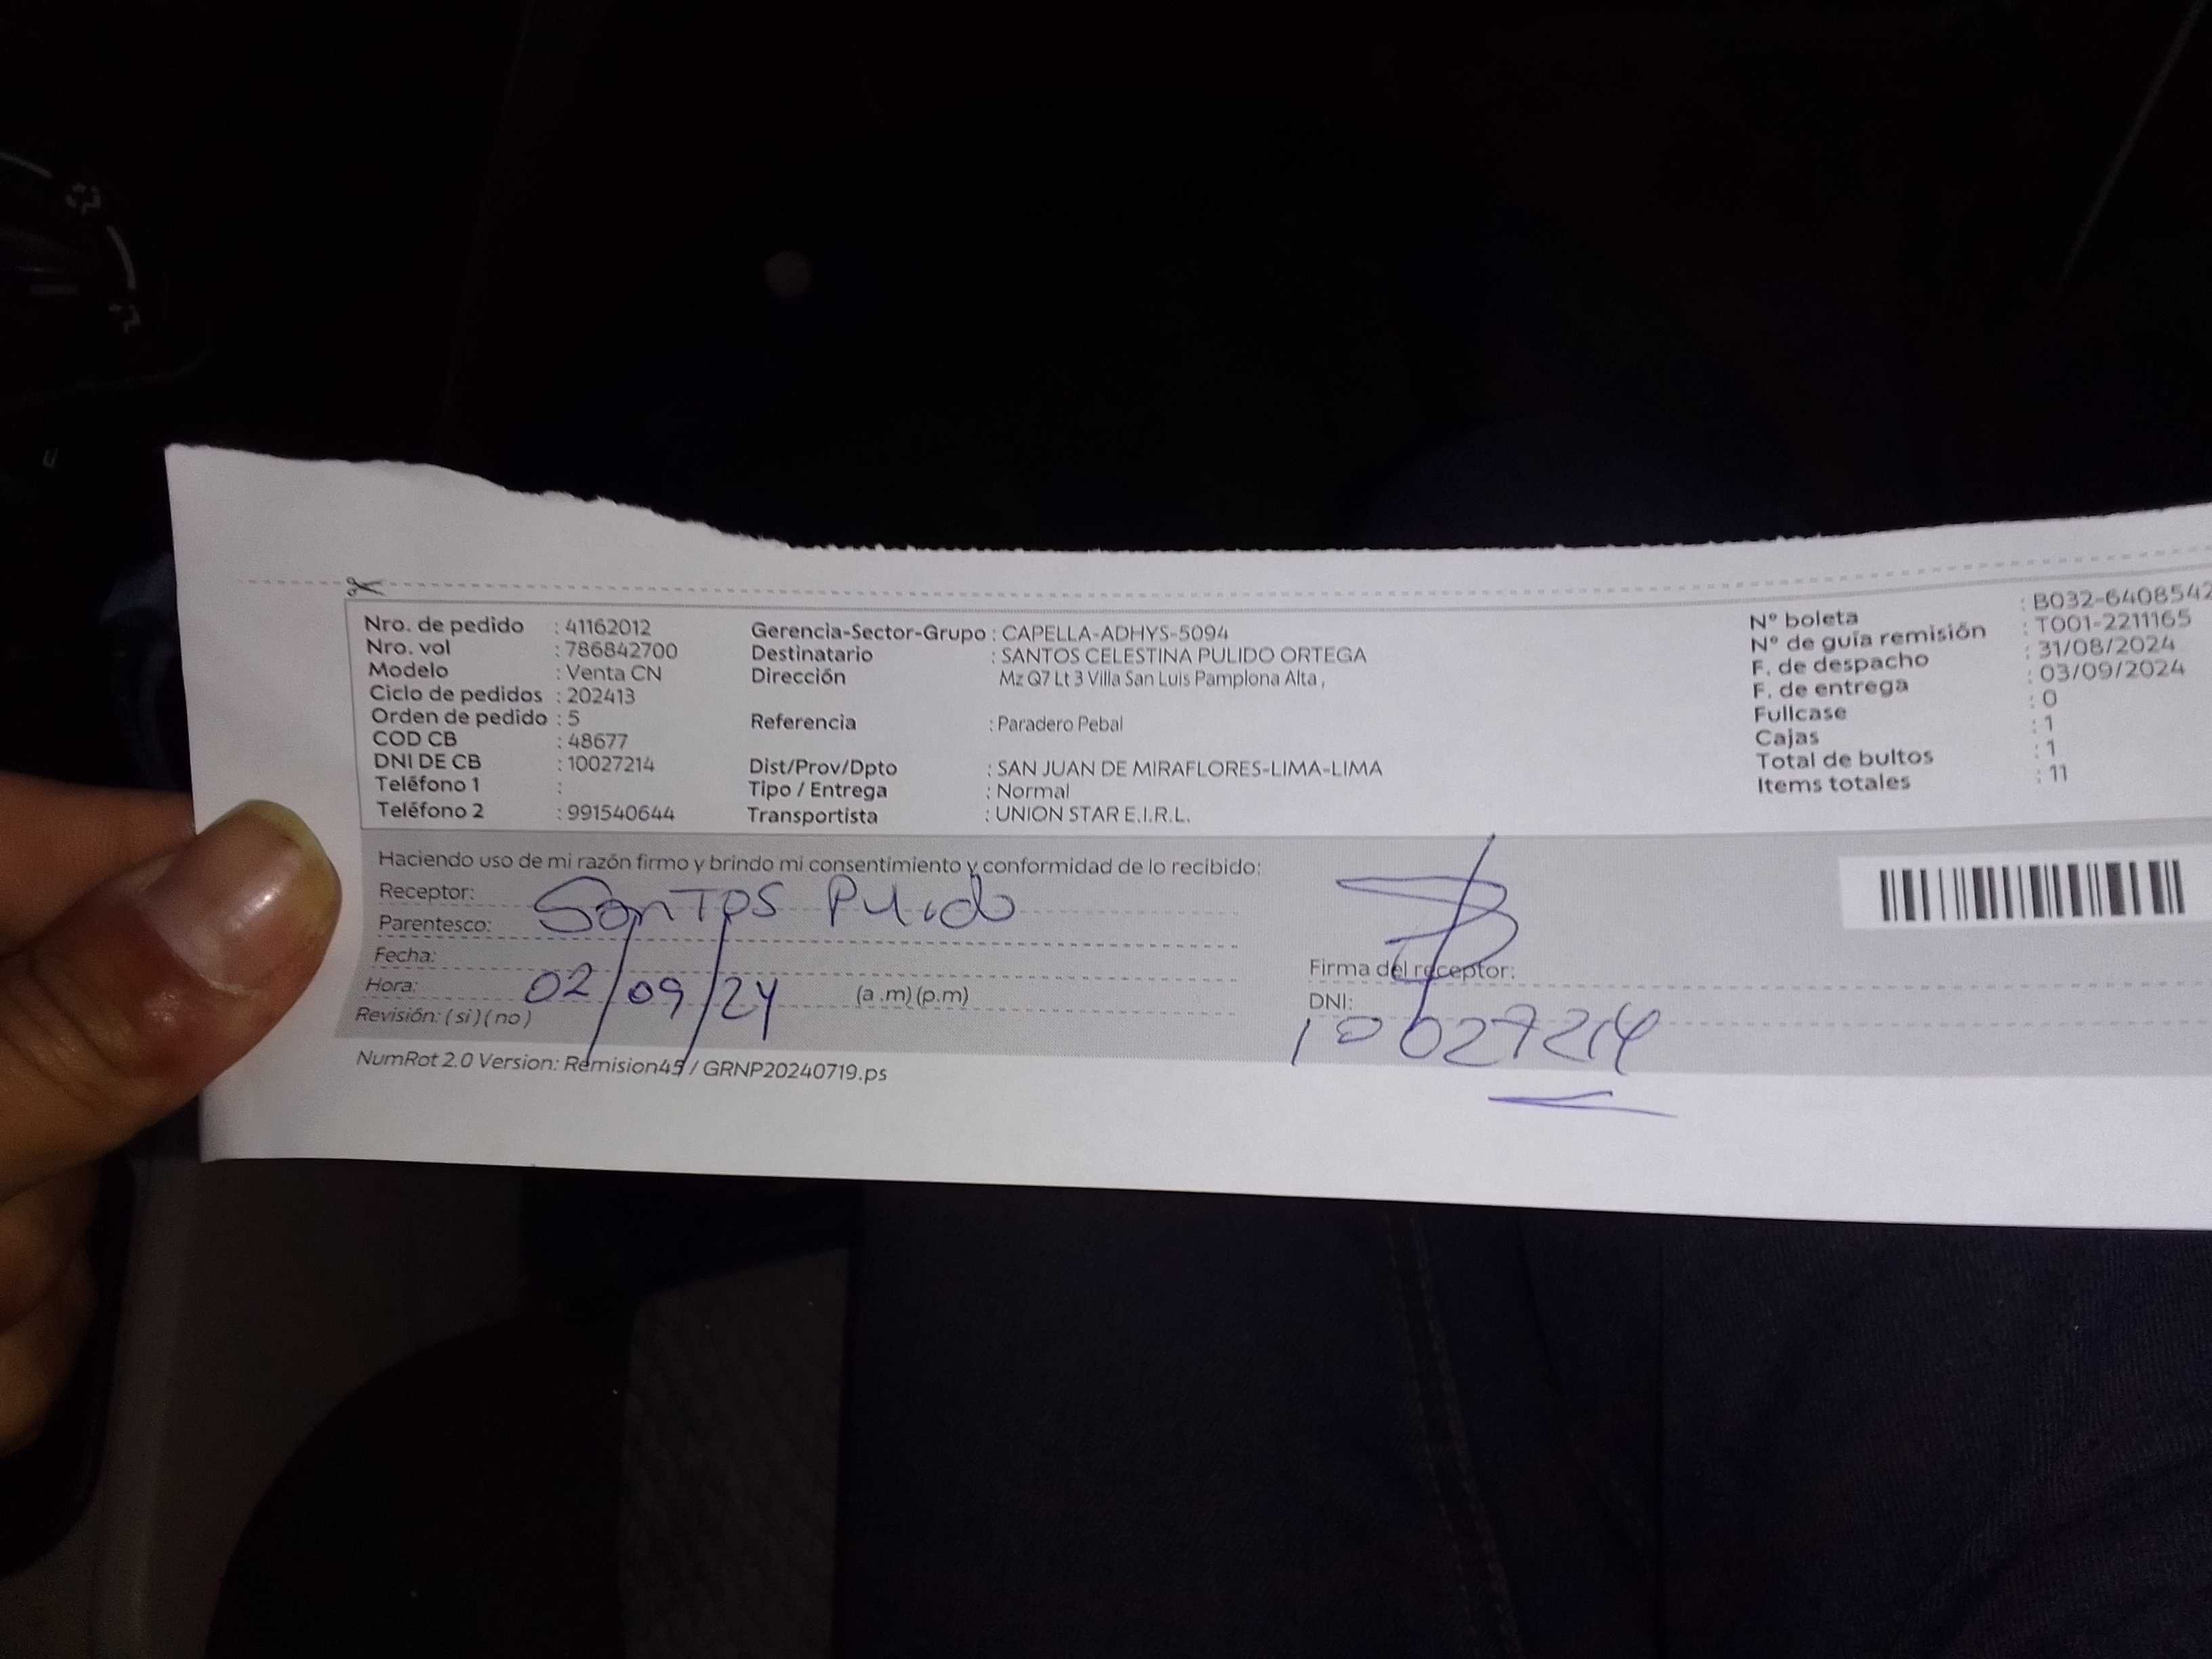 Nro. de pedido : 41162012
Nro. vol : 786842700
Modelo : Venta CN
Ciclo de pedidos : 202413
Orden de pedido : 5
COD CB : 48677
DNI DE CB : 10027214
Teléfono 1 :
Teléfono 2 : 991540644
Gerencia-Sector-Grupo : CAPELLA-ADHYS-5094
Destinatario : SANTOS CELESTINA PULIDO ORTEGA
Dirección Mz Q7 Lt 3 Villa San Luis Pamplona Alta ,
Referencia : Paradero Pebal
Dist/Prov/Dpto : SAN JUAN DE MIRAFLORES-LIMA-LIMA
Tipo / Entrega : Normal
Transportista : UNION STAR E.I.R.L.
N° boleta : B032-6408542
N° de guía remisión : T001-2211165
F. de despacho : 31/08/2024
F. de entrega : 03/09/2024
Fullcase : 0
Cajas : 1
Total de bultos : 1
Items totales : 11
Haciendo uso de mi razón firmo y brindo mi consentimiento y conformidad de lo recibido:
Receptor: Santos Pulido
Parentesco:
Fecha:
Hora: 02/09/24 (a .m) (p.m)
Revisión: ( si ) ( no )
Firma del receptor:
DNI:
10027214
NumRot 2.0 Version: Remision45 / GRNP20240719.ps